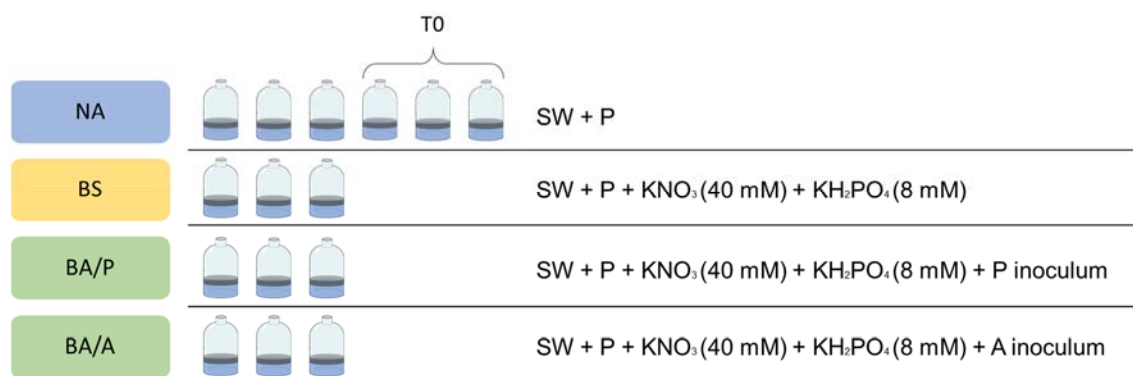 T0
NA
SW + P
BS
SW + P + KNO₃ (40 mM) + KH₂PO₄ (8 mM)
BA/P
SW + P + KNO₃ (40 mM) + KH₂PO₄ (8 mM) + P inoculum
BA/A
SW + P + KNO₃ (40 mM) + KH₂PO₄ (8 mM) + A inoculum